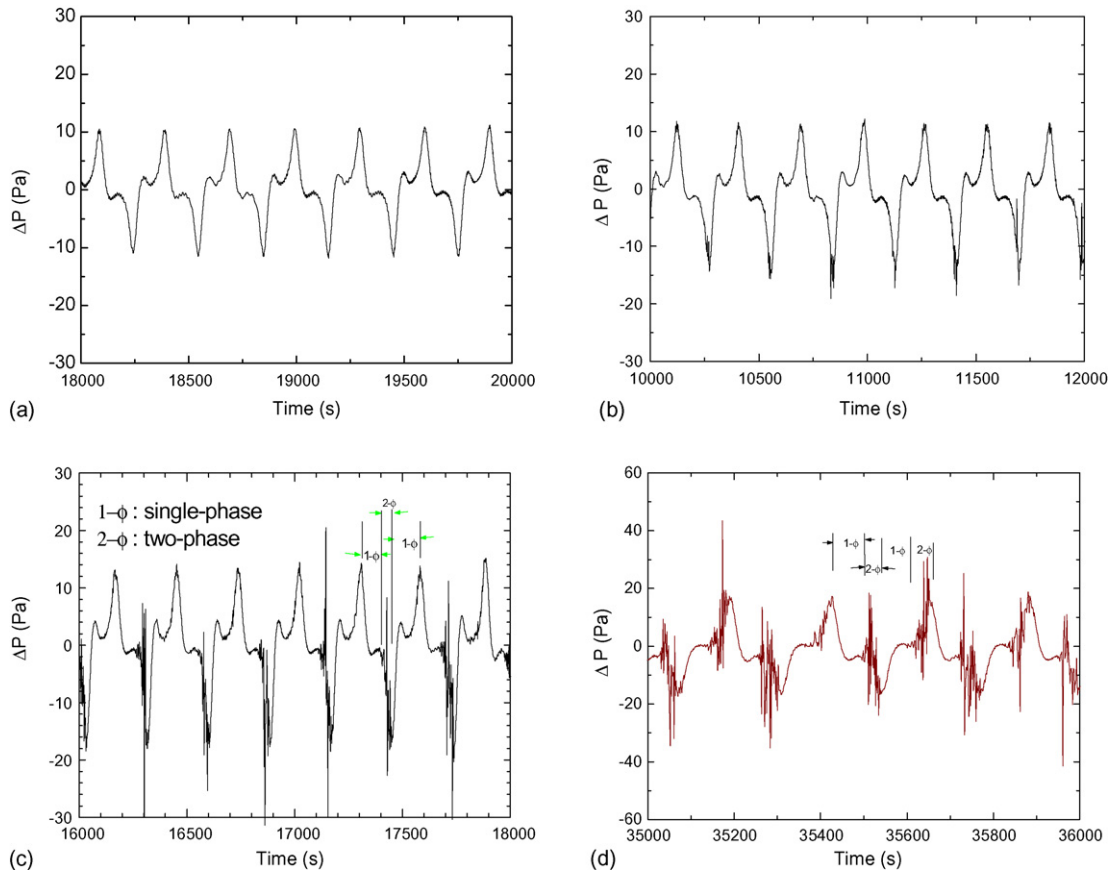 30
20
10
0
-10
-20
-30
ΔP (Pa)
18000 18500 19000 19500 20000
Time (s)
(a)
30
20
10
0
-10
-20
-30
Δ P (Pa)
10000 10500 11000 11500 12000
Time (s)
(b)
30
20
10
0
-10
-20
-30
ΔP (Pa)
1-ϕ : single-phase
2-ϕ : two-phase
2-ϕ
1-ϕ
1-ϕ
16000 16500 17000 17500 18000
Time (s)
(c)
60
40
20
0
-20
-40
-60
Δ P (Pa)
1-ϕ 1-ϕ 2-ϕ
2-ϕ
35000 35200 35400 35600 35800 36000
Time (s)
(d)